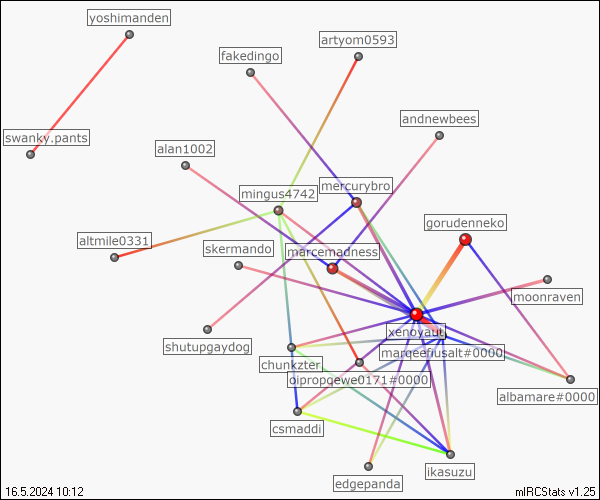 yoshimanden
artyom0593
fakedingo
andnewbees
swanky.pants
alan1002
mercurybro
mingus4742
gorudenneko
altmile0331
skermando
marcemadness
moonraven
xenoyaut
shutupgaydog
marqeefiusalt#0000
chunkzter
oipropqewe0171#0000
albamare#0000
csmaddi
ikasuzu
edgepanda
16.5.2024 10:12
mIRCStats v1.25